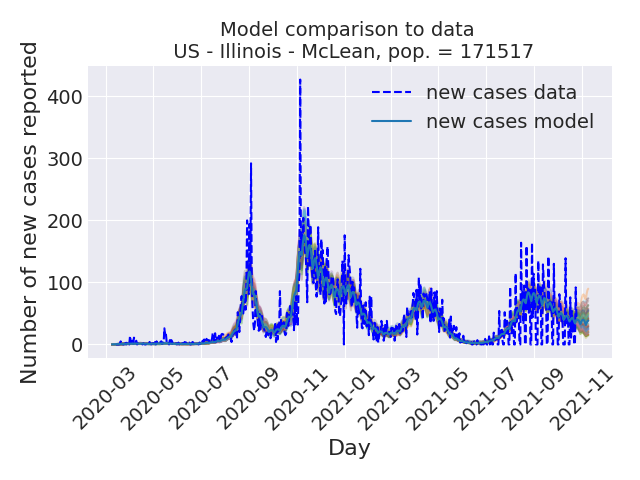 Model comparison to data
US - Illinois - McLean, pop. = 171517
Number of new cases reported
400
300
200
100
0
new cases data
new cases model
2020-03
2020-05
2020-07
2020-09
2020-11
2021-01
2021-03
2021-05
2021-07
2021-09
2021-11
Day